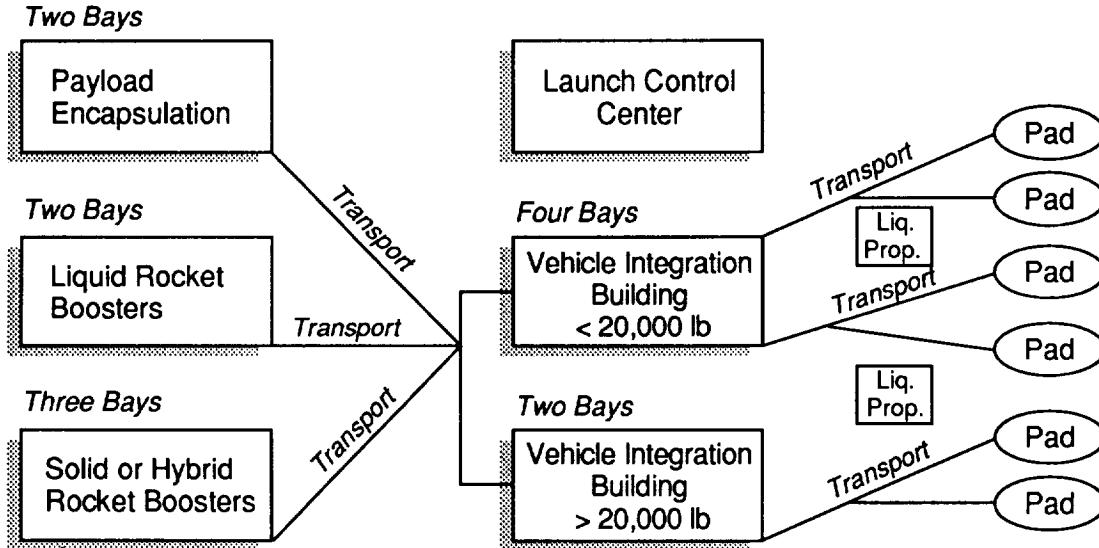 Two Bays
Payload
Encapsulation
Launch Control
Center
Transport
Two Bays
Liquid Rocket
Boosters
Transport
Three Bays
Solid or Hybrid
Rocket Boosters
Transport
Four Bays
Vehicle Integration
Building
< 20,000 lb
Two Bays
Vehicle Integration
Building
> 20,000 lb
Transport
Pad
Pad
Liq.
Prop.
Transport
Pad
Pad
Liq.
Prop.
Transport
Pad
Pad